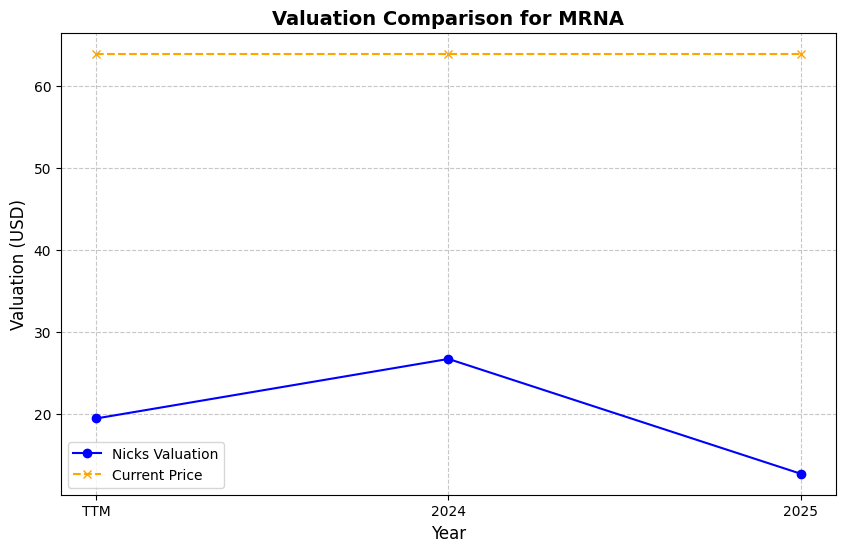 Valuation Comparison for MRNA
Valuation (USD)
60
50
40
30
20
Nicks Valuation
Current Price
TTM 2024 2025
Year